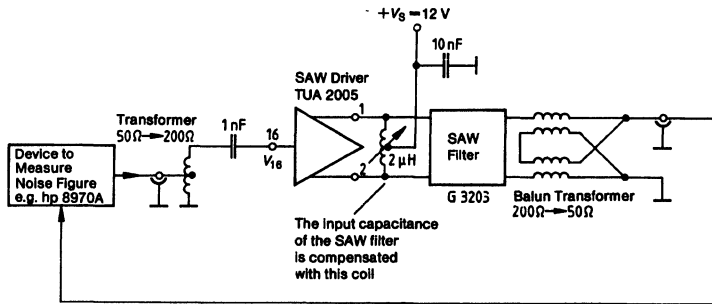 +VS = 12 V
10 nF
SAW Driver
TUA 2005
Transformer
50Ω→200Ω
1 nF
16
V16
1
2
2 µH
SAW
Filter
G 3203
Device to
Measure
Noise Figure
e.g. hp 8970A
Balun Transformer
200Ω→50Ω
The input capacitance
of the SAW filter
is compensated
with this coil